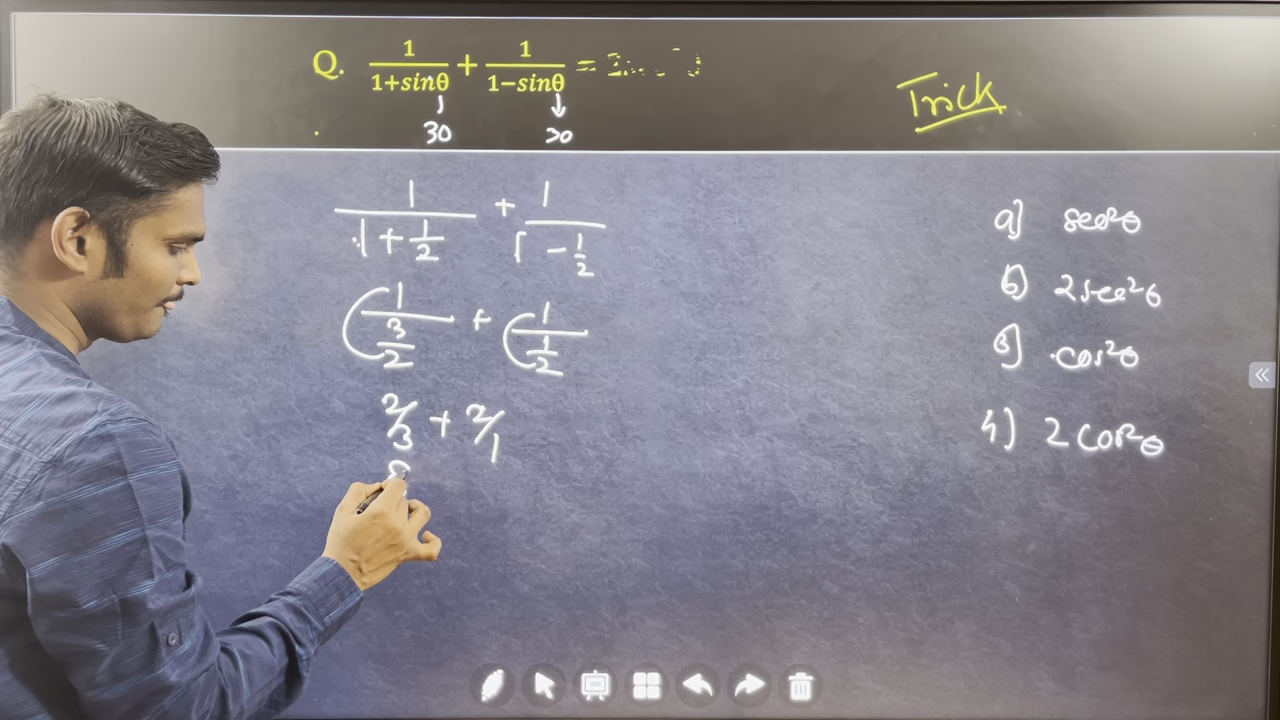 Q. 1/(1+sinθ) + 1/(1−sinθ) =
30 30
Trick
1/(1+1/2) + 1/(1−1/2)
1/(3/2) + 1/(1/2)
2/3 + 2/1
8
a) sec²θ
b) 2sec²θ
3) cos²θ
4) 2cos²θ